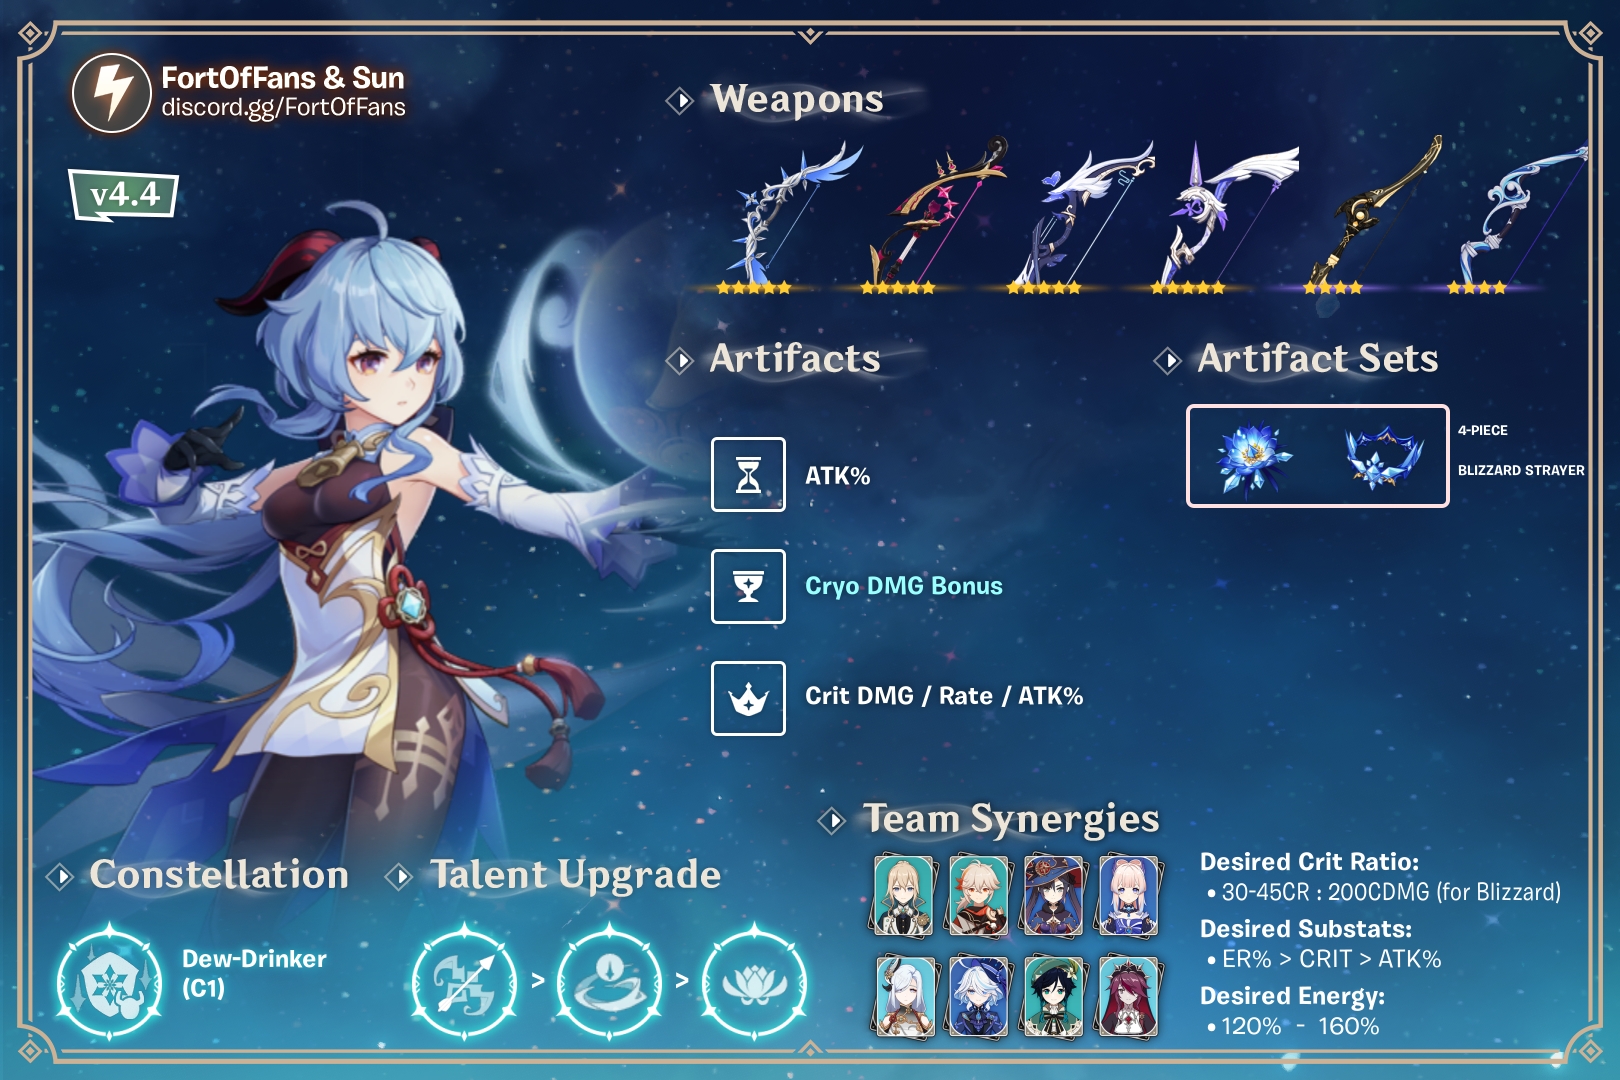 FortOfFans & Sun
discord.gg/FortOfFans
v4.4
Weapons
Artifacts
ATK%
Cryo DMG Bonus
Crit DMG / Rate / ATK%
Artifact Sets
4-PIECE
BLIZZARD STRAYER
Constellation
Dew-Drinker
(C1)
Talent Upgrade
> >
Team Synergies
Desired Crit Ratio:
• 30-45CR : 200CDMG (for Blizzard)
Desired Substats:
• ER% > CRIT > ATK%
Desired Energy:
• 120% - 160%